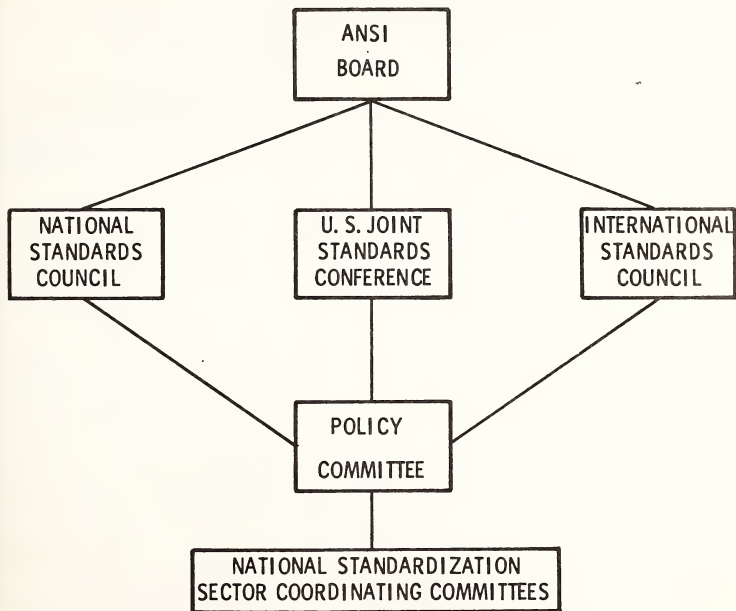 ANSI
BOARD
NATIONAL
STANDARDS
COUNCIL
U. S. JOINT
STANDARDS
CONFERENCE
INTERNATIONAL
STANDARDS
COUNCIL
POLICY
COMMITTEE
NATIONAL STANDARDIZATION
SECTOR COORDINATING COMMITTEES